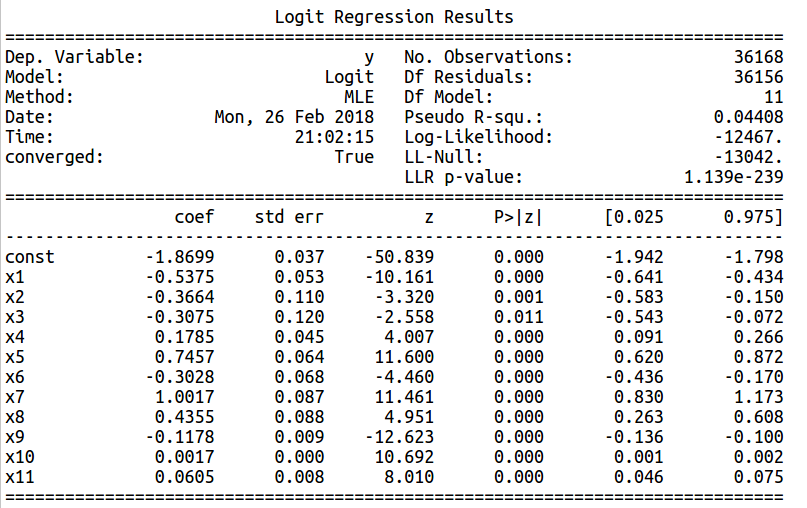 Logit Regression Results
==============================================================================
Dep. Variable:                      y   No. Observations:                36168
Model:                          Logit   Df Residuals:                    36156
Method:                           MLE   Df Model:                           11
Date:                Mon, 26 Feb 2018   Pseudo R-squ.:                 0.04408
Time:                        21:02:15   Log-Likelihood:                -12467.
converged:                       True   LL-Null:                       -13042.
                                        LLR p-value:                1.139e-239
==============================================================================
                 coef    std err          z      P>|z|      [0.025      0.975]
------------------------------------------------------------------------------
const         -1.8699      0.037    -50.839      0.000      -1.942      -1.798
x1            -0.5375      0.053    -10.161      0.000      -0.641      -0.434
x2            -0.3664      0.110     -3.320      0.001      -0.583      -0.150
x3            -0.3075      0.120     -2.558      0.011      -0.543      -0.072
x4             0.1785      0.045      4.007      0.000       0.091       0.266
x5             0.7457      0.064     11.600      0.000       0.620       0.872
x6            -0.3028      0.068     -4.460      0.000      -0.436      -0.170
x7             1.0017      0.087     11.461      0.000       0.830       1.173
x8             0.4355      0.088      4.951      0.000       0.263       0.608
x9            -0.1178      0.009    -12.623      0.000      -0.136      -0.100
x10            0.0017      0.000     10.692      0.000       0.001       0.002
x11            0.0605      0.008      8.010      0.000       0.046       0.075
==============================================================================